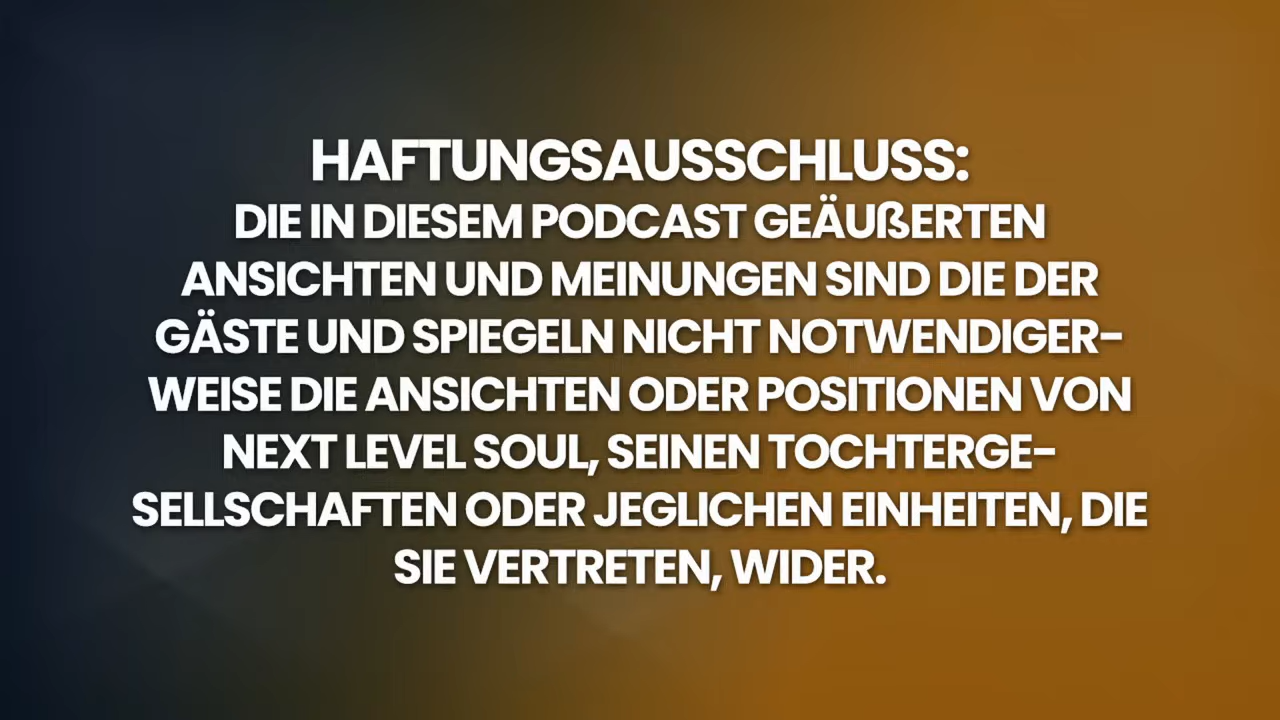 HAFTUNGSAUSSCHLUSS:
DIE IN DIESEM PODCAST GEÄUßERTEN
ANSICHTEN UND MEINUNGEN SIND DIE DER
GÄSTE UND SPIEGELN NICHT NOTWENDIGER-
WEISE DIE ANSICHTEN ODER POSITIONEN VON
NEXT LEVEL SOUL, SEINEN TOCHTERGE-
SELLSCHAFTEN ODER JEGLICHEN EINHEITEN, DIE
SIE VERTRETEN, WIDER.